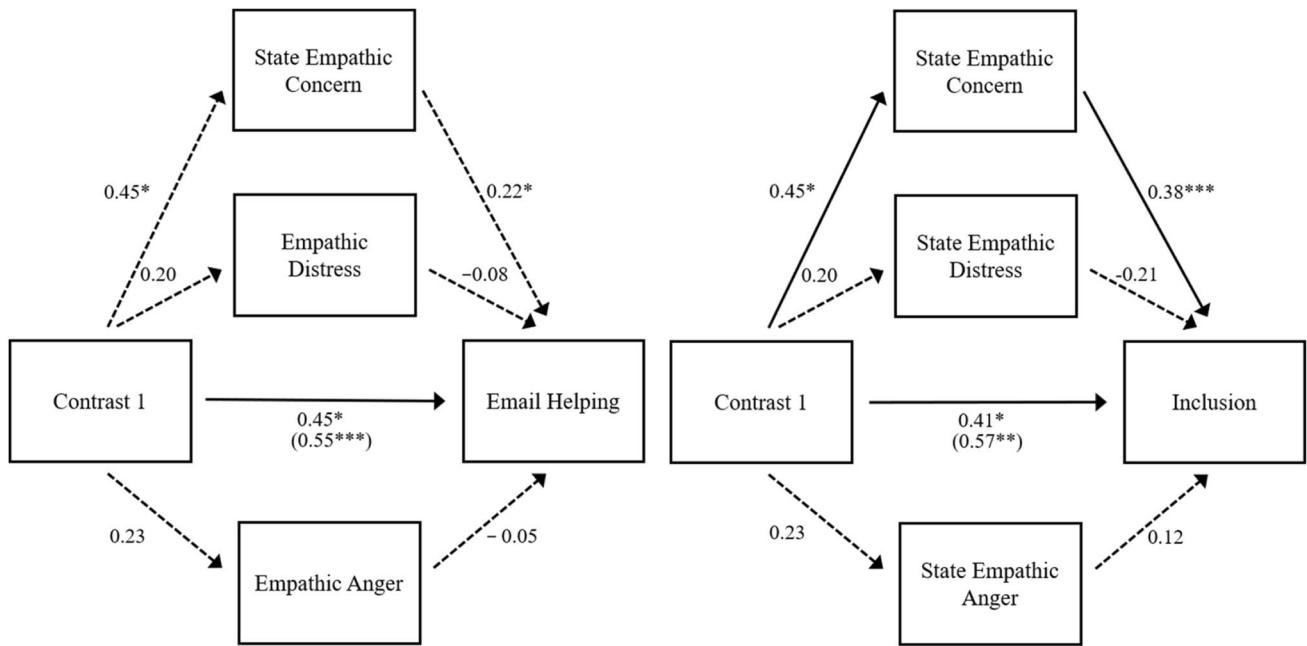 State Empathic
Concern
0.45*
0.22*
Empathic
Distress
0.20
−0.08
Contrast 1
Email Helping
0.45*
(0.55***)
0.23
− 0.05
Empathic Anger
State Empathic
Concern
0.45*
0.38***
State Empathic
Distress
0.20
-0.21
Contrast 1
Inclusion
0.41*
(0.57**)
0.23
0.12
State Empathic
Anger